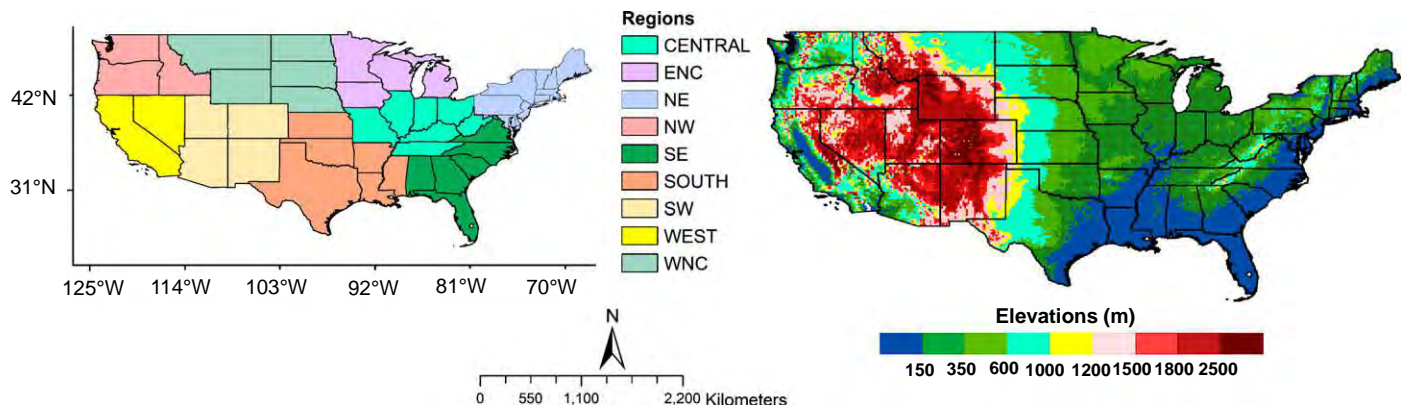 Regions
CENTRAL
ENC
NE
NW
SE
SOUTH
SW
WEST
WNC
42°N
31°N
125°W 114°W 103°W 92°W 81°W 70°W
N
0 550 1,100 2,200 Kilometers
Elevations (m)
150 350 600 1000 1200 1500 1800 2500